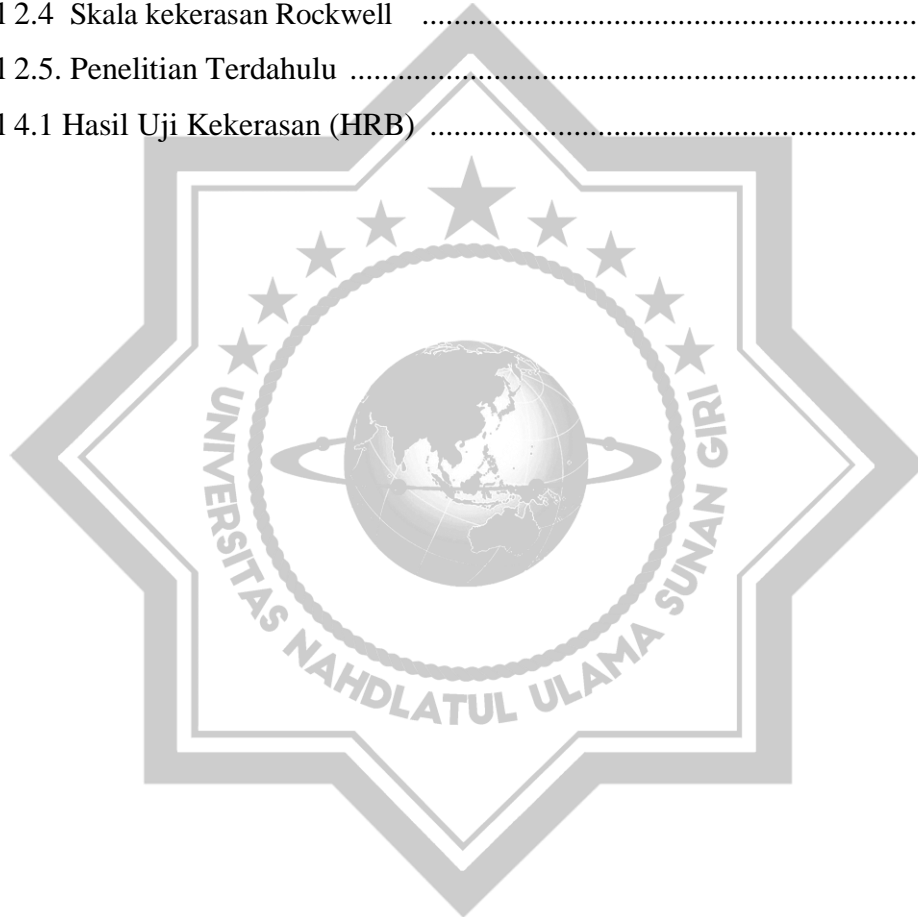 l 2.4 Skala kekerasan Rockwell ..............................................................
l 2.5. Penelitian Terdahulu .......................................................................
l 4.1 Hasil Uji Kekerasan (HRB) .............................................................
UNIVERSITAS NAHDLATUL ULAMA SUNAN GIRI